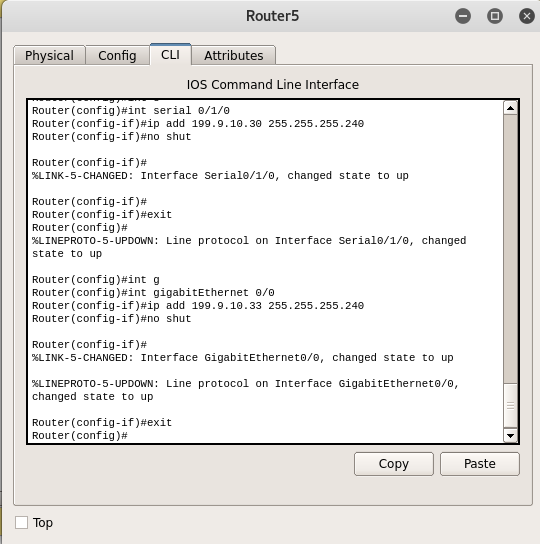 Router5
Physical Config CLI Attributes
IOS Command Line Interface
Router(config)#int serial 0/1/0
Router(config-if)#ip add 199.9.10.30 255.255.255.240
Router(config-if)#no shut
Router(config-if)#
%LINK-5-CHANGED: Interface Serial0/1/0, changed state to up
Router(config-if)#
Router(config-if)#exit
Router(config)#
%LINEPROTO-5-UPDOWN: Line protocol on Interface Serial0/1/0, changed
state to up
Router(config)#int g
Router(config)#int gigabitEthernet 0/0
Router(config-if)#ip add 199.9.10.33 255.255.255.240
Router(config-if)#no shut
Router(config-if)#
%LINK-5-CHANGED: Interface GigabitEthernet0/0, changed state to up
%LINEPROTO-5-UPDOWN: Line protocol on Interface GigabitEthernet0/0,
changed state to up
Router(config-if)#exit
Router(config)#
Copy Paste
Top